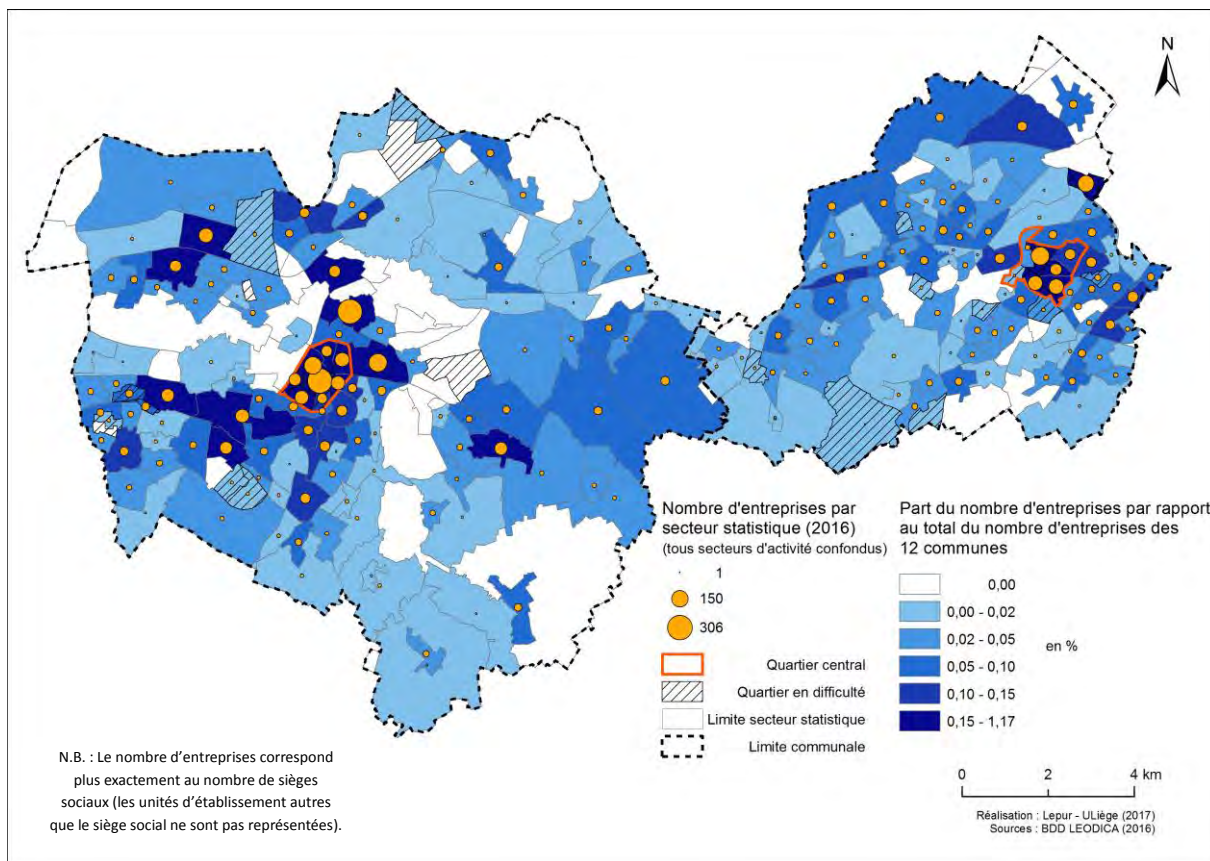 N
Nombre d'entreprises par
secteur statistique (2016)
(tous secteurs d'activité confondus)
1
150
306
Quartier central
Quartier en difficulté
Limite secteur statistique
Limite communale
Part du nombre d'entreprises par rapport
au total du nombre d'entreprises des
12 communes
0,00
0,00 - 0,02
0,02 - 0,05
0,05 - 0,10
0,10 - 0,15
0,15 - 1,17
en %
N.B. : Le nombre d'entreprises correspond
plus exactement au nombre de sièges
sociaux (les unités d'établissement autres
que le siège social ne sont pas représentées).
0 2 4 km
Réalisation : Lepur - ULiège (2017)
Sources : BDD LEODICA (2016)